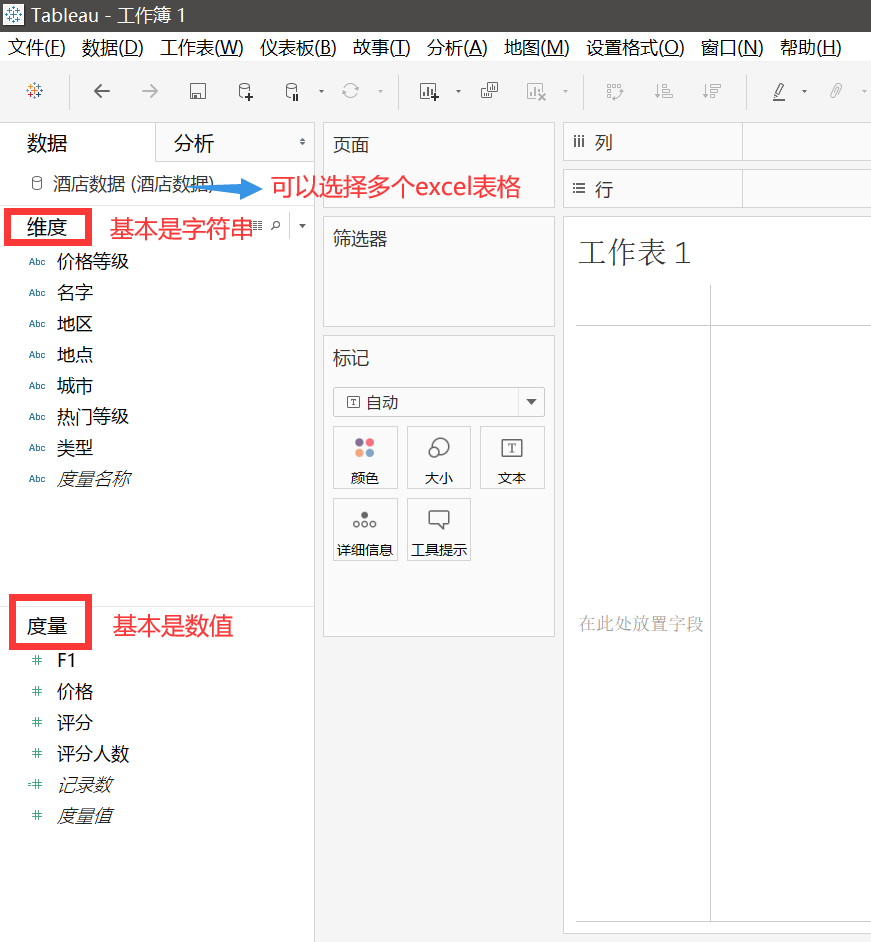 Tableau - 工作簿 1
文件(F) 数据(D) 工作表(W) 仪表板(B) 故事(T) 分析(A) 地图(M) 设置格式(O) 窗口(N) 帮助(H)
数据
分析
酒店数据 (酒店数据)
可以选择多个excel表格
维度
基本是字符串
Abc 价格等级
Abc 名字
Abc 地区
Abc 地点
Abc 城市
Abc 热门等级
Abc 类型
Abc 度量名称
度量
基本是数值
# F1
# 价格
# 评分
# 评分人数
=# 记录数
# 度量值
页面
筛选器
标记
T 自动
颜色
大小
T
文本
详细信息
工具提示
列
行
工作表 1
在此处放置字段